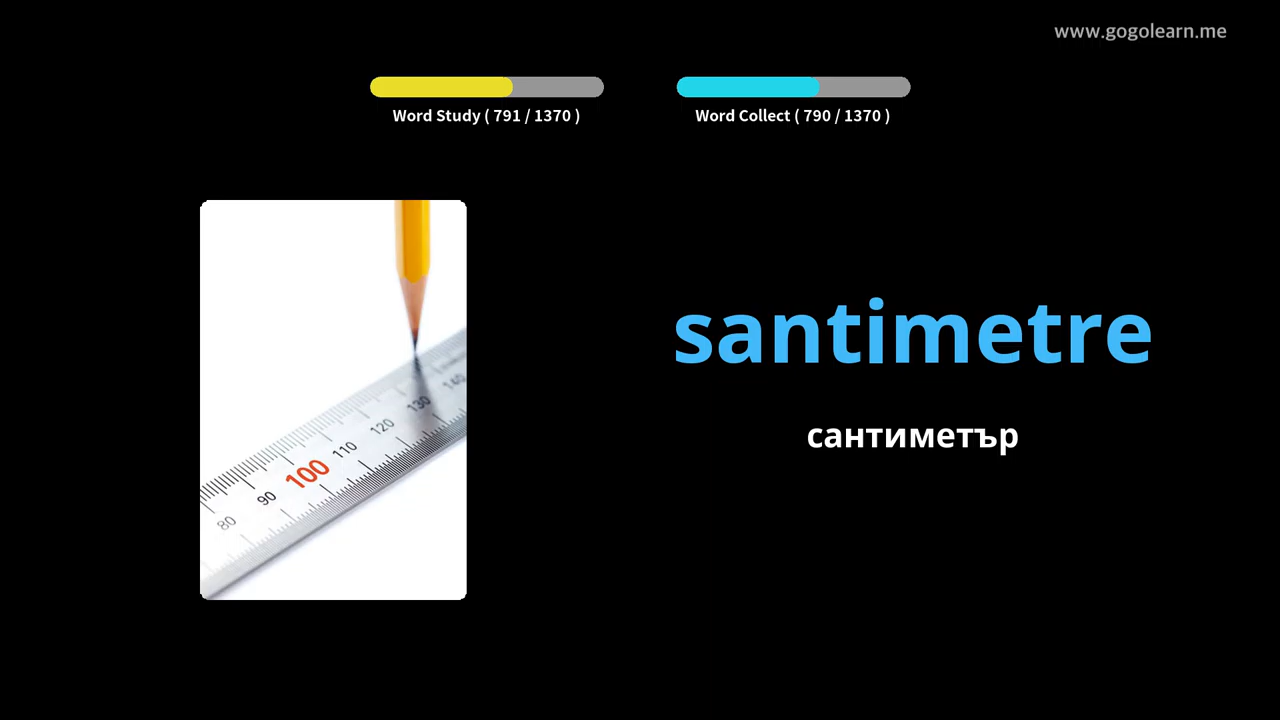 www.gogolearn.me
Word Study ( 791 / 1370 )
Word Collect ( 790 / 1370 )
santimetre
сантиметър
80
90
100
110
120
130
140